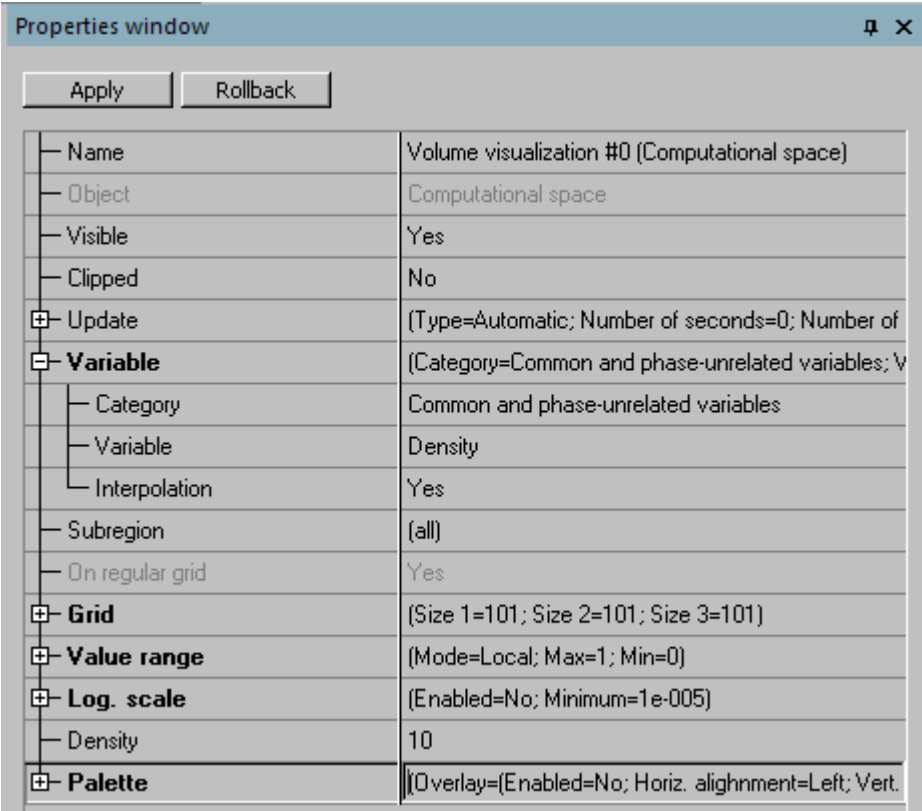 Properties window
Apply Rollback
Name Volume visualization #0 (Computational space)
Object Computational space
Visible Yes
Clipped No
Update (Type=Automatic; Number of seconds=0; Number of
Variable (Category=Common and phase-unrelated variables; V
Category Common and phase-unrelated variables
Variable Density
Interpolation Yes
Subregion (all)
On regular grid Yes
Grid (Size 1=101; Size 2=101; Size 3=101)
Value range (Mode=Local; Max=1; Min=0)
Log. scale (Enabled=No; Minimum=1e-005)
Density 10
Palette (Overlay=(Enabled=No; Horiz. alighnment=Left; Vert.